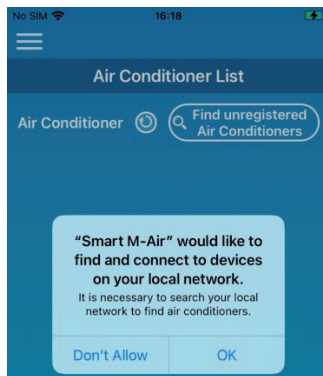 No SIM 16:18
Air Conditioner List
Air Conditioner
Find unregistered
Air Conditioners
"Smart M-Air" would like to
find and connect to devices
on your local network.
It is necessary to search your local
network to find air conditioners.
Don't Allow
OK